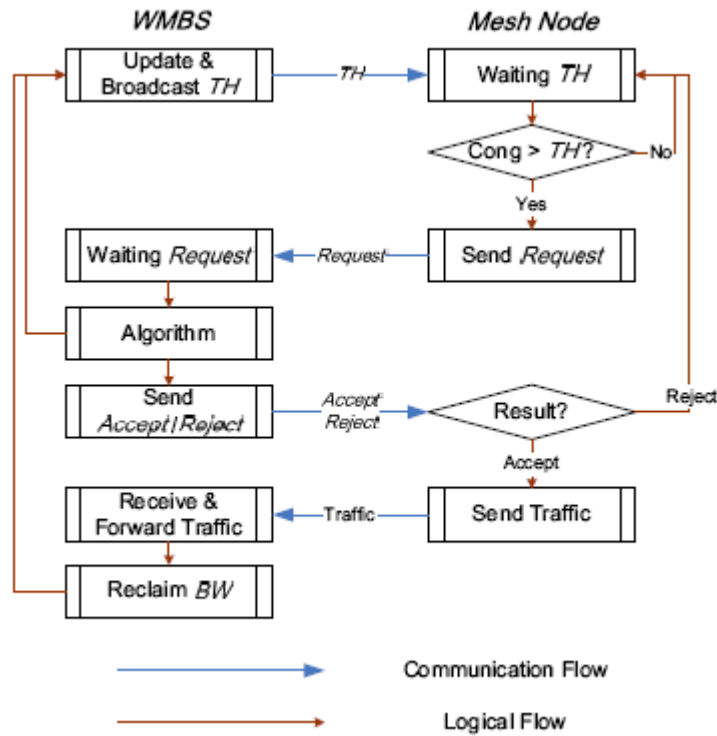 WMBS
Mesh Node
Update &
Broadcast TH
TH
Waiting TH
Cong > TH?
No
Yes
Waiting Request
Request
Send Request
Algorithm
Send
Accept/Reject
Accept
Reject
Result?
Reject
Accept
Receive &
Forward Traffic
Traffic
Send Traffic
Reclaim BW
Communication Flow
Logical Flow